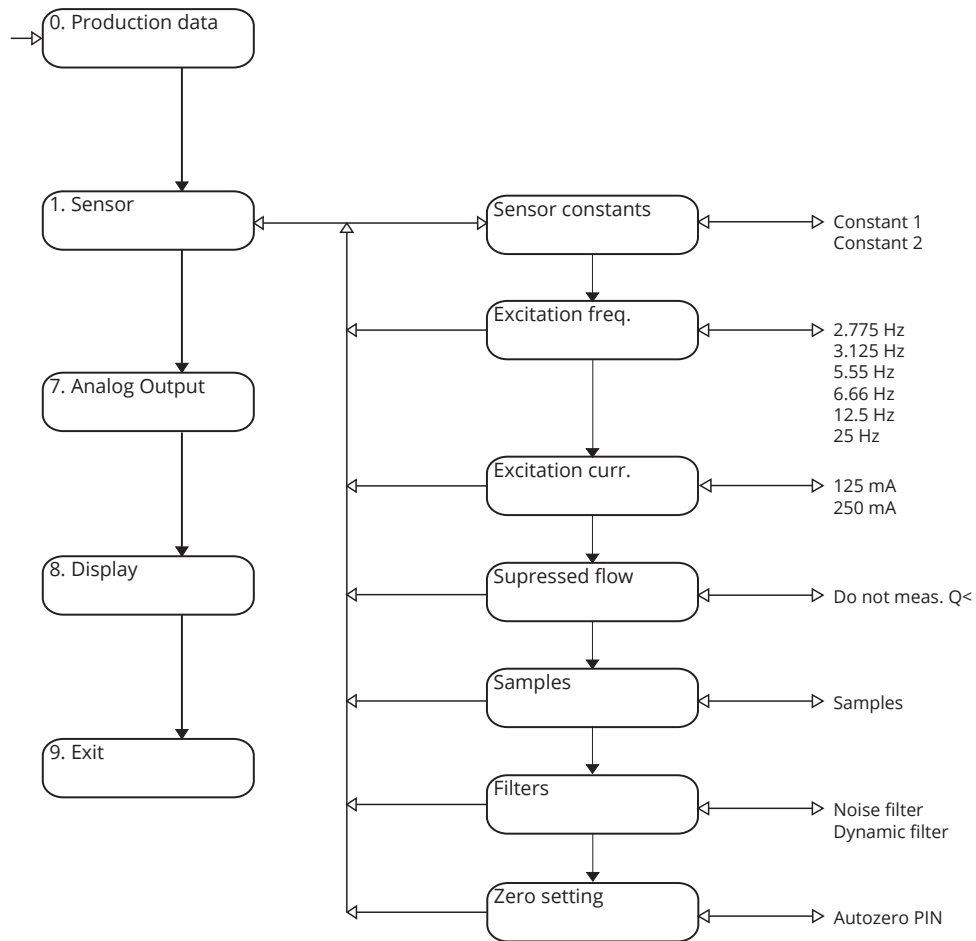 0. Production data
1. Sensor
7. Analog Output
8. Display
9. Exit
Sensor constants
Constant 1
Constant 2
Excitation freq.
2.775 Hz
3.125 Hz
5.55 Hz
6.66 Hz
12.5 Hz
25 Hz
Excitation curr.
125 mA
250 mA
Supressed flow
Do not meas. Q<
Samples
Samples
Filters
Noise filter
Dynamic filter
Zero setting
Autozero PIN